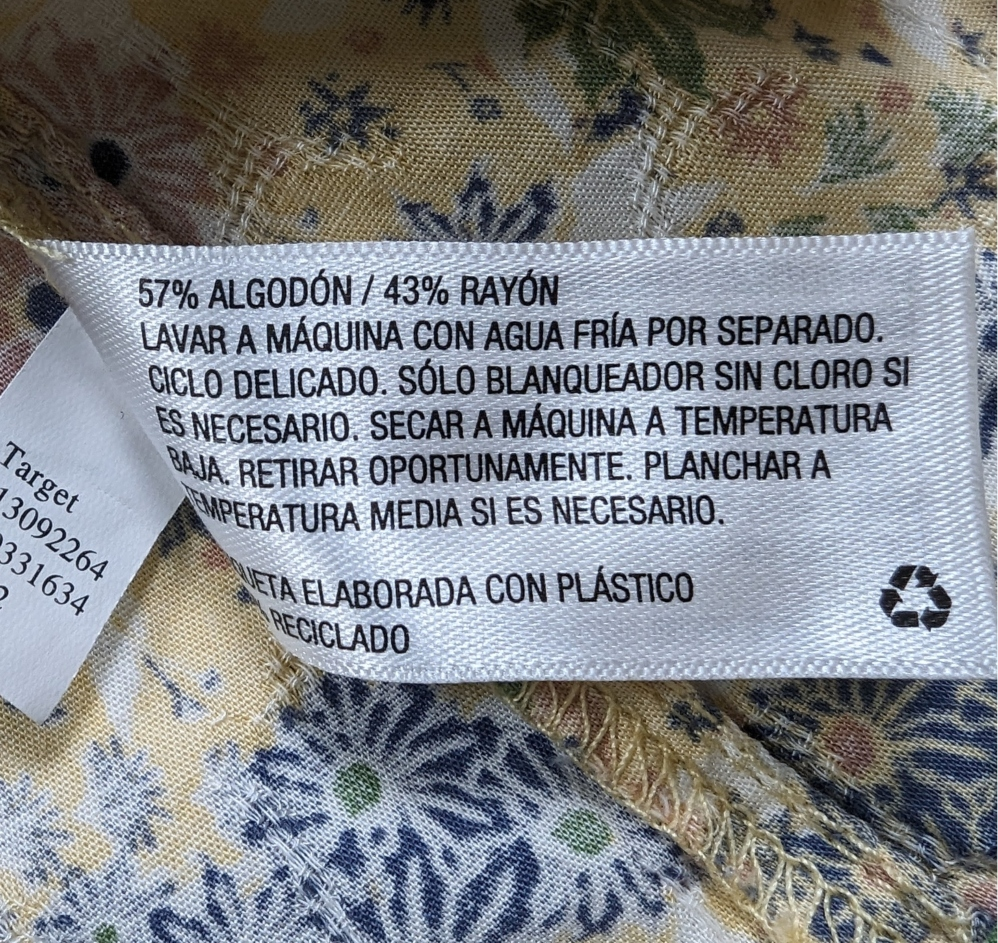 57% ALGODÓN / 43% RAYÓN
LAVAR A MÁQUINA CON AGUA FRÍA POR SEPARADO.
CICLO DELICADO. SÓLO BLANQUEADOR SIN CLORO SI
ES NECESARIO. SECAR A MÁQUINA A TEMPERATURA
BAJA. RETIRAR OPORTUNAMENTE. PLANCHAR A
TEMPERATURA MEDIA SI ES NECESARIO.
ELABORADA CON PLÁSTICO
RECICLADO
Target
13092264
331634
2